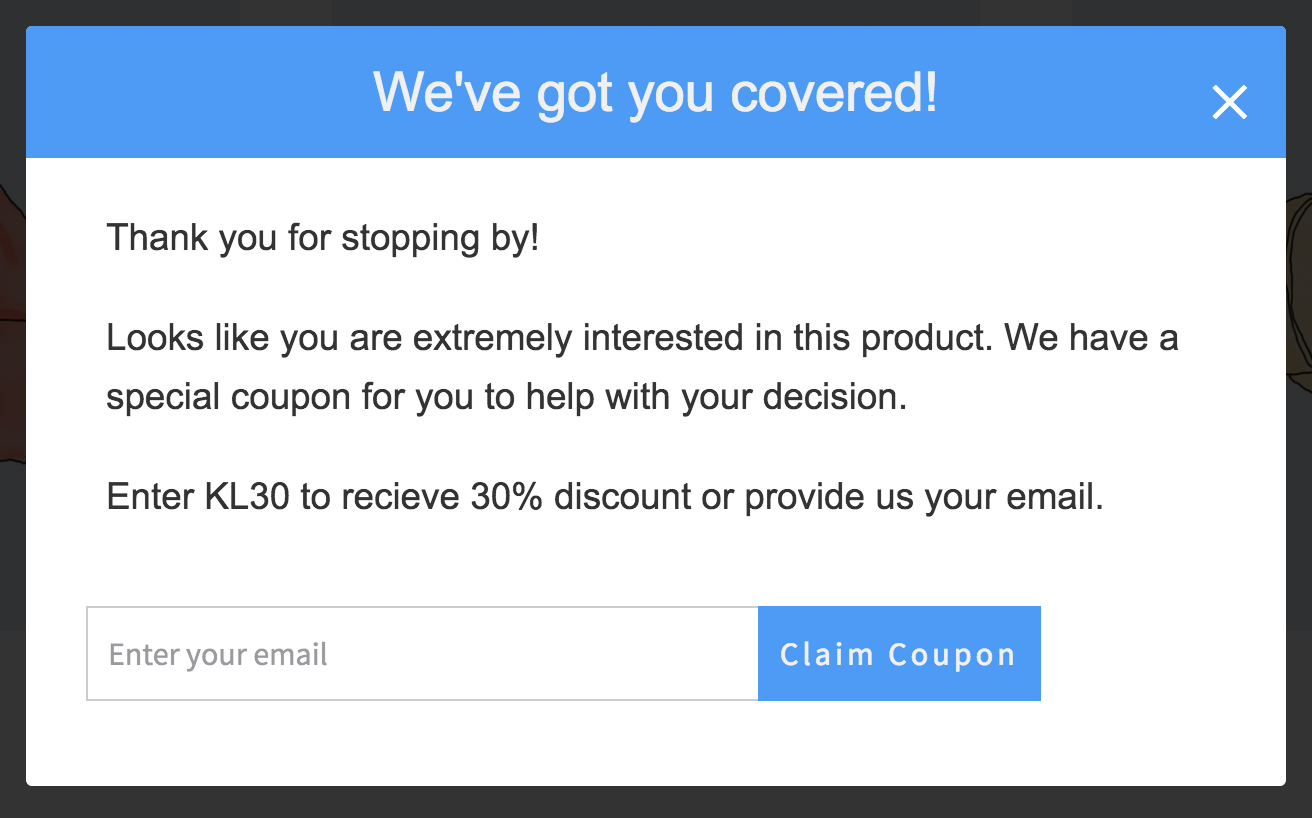 We've got you covered!
Thank you for stopping by!
Looks like you are extremely interested in this product. We have a
special coupon for you to help with your decision.
Enter KL30 to recieve 30% discount or provide us your email.
Enter your email
Claim Coupon